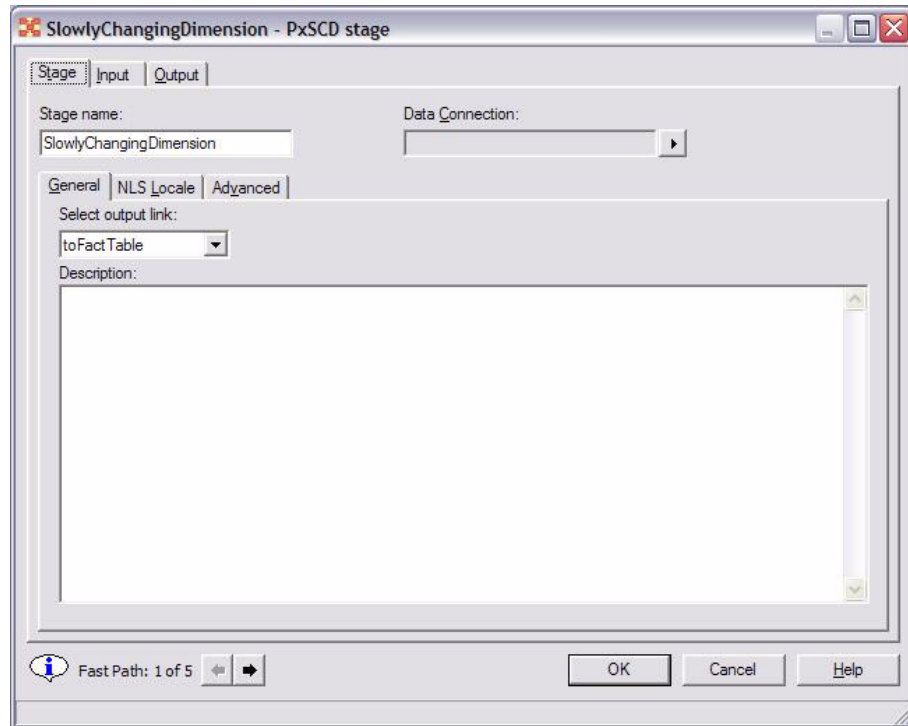 SlowlyChangingDimension - PxSCD stage
Stage Input Output
Stage name: Data Connection:
SlowlyChangingDimension
General NLS Locale Advanced
Select output link:
toFactTable
Description:
Fast Path: 1 of 5 OK Cancel Help